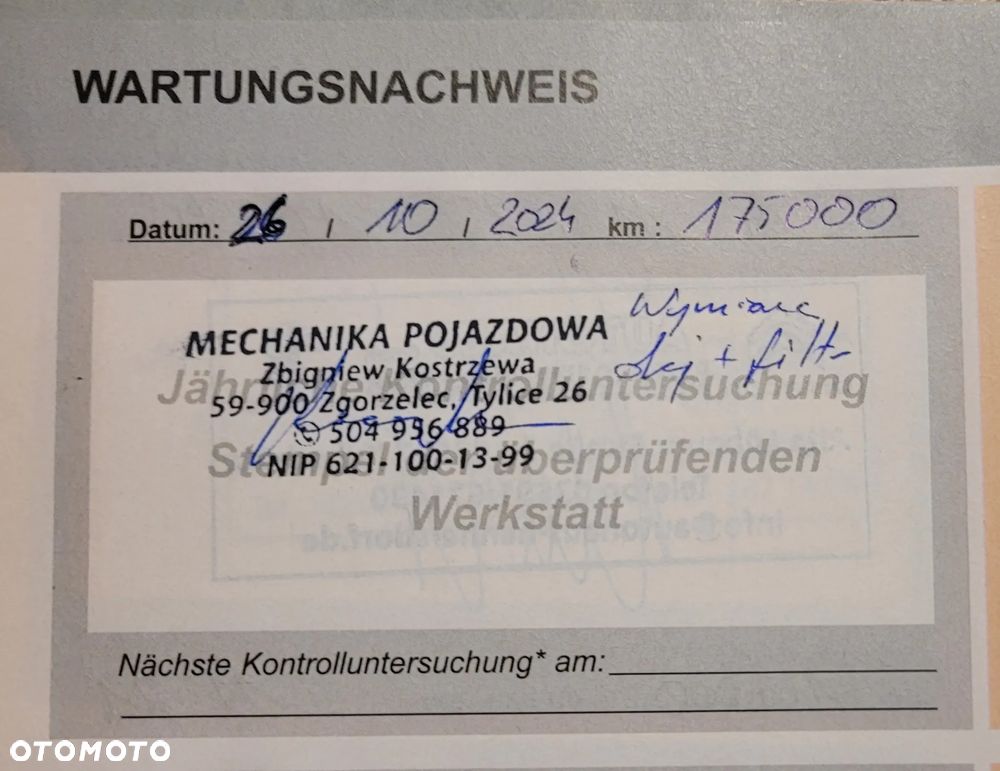 WARTUNGSNACHWEIS
Datum: 26 / 10 / 2024 km : 175000
Wymiana
olej + filtr
MECHANIKA POJAZDOWA
Zbigniew Kostrzewa
59-900 Zgorzelec, Tylice 26
504 956 889
NIP 621-100-13-99
Jährliche Kontrolluntersuchung
Stempel der überprüfenden
Werkstatt
Nächste Kontrolluntersuchung* am:
OTOMOTO